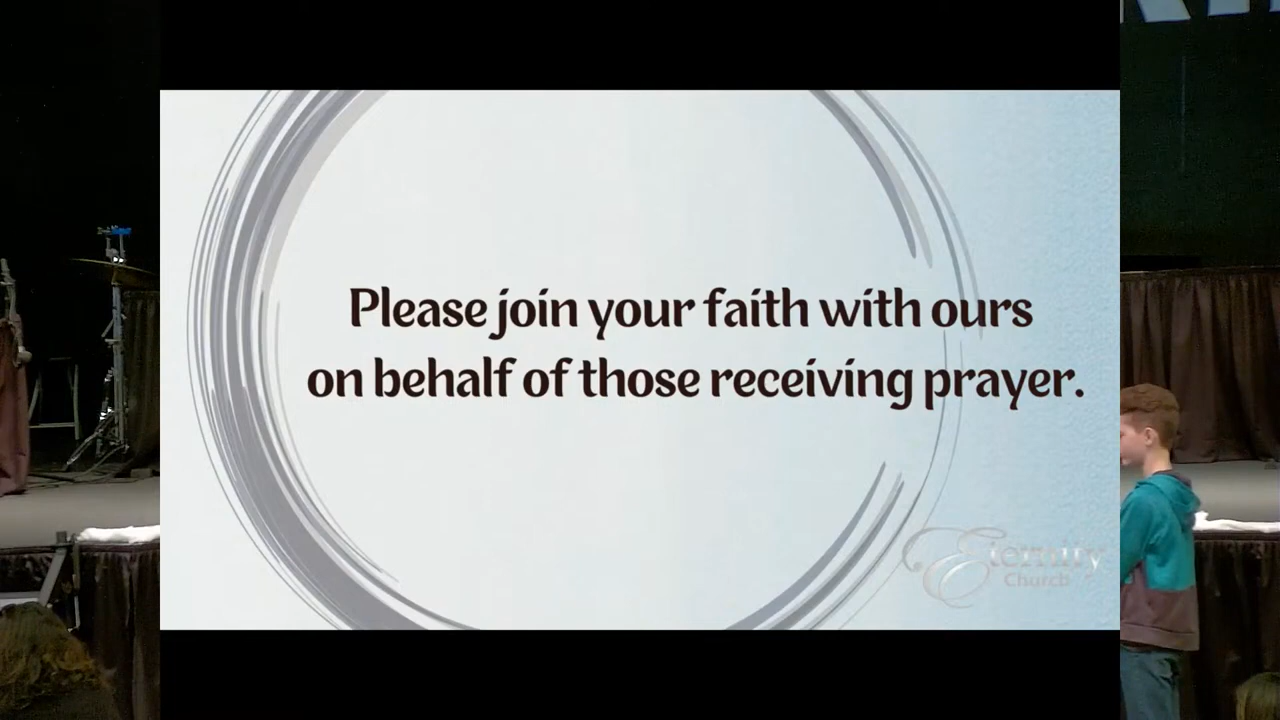 Please join your faith with ours
on behalf of those receiving prayer.
Eternity
Church